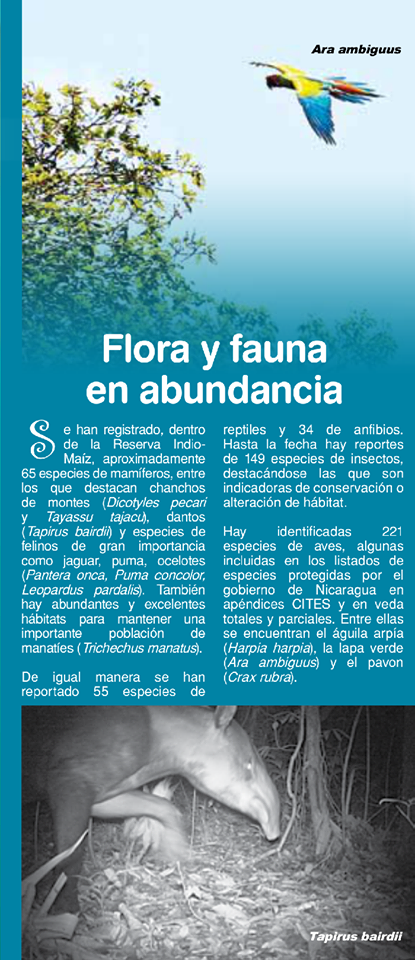 Ara ambiguus
Flora y fauna
en abundancia
Se han registrado, dentro
de la Reserva Indio-
Maíz, aproximadamente
65 especies de mamíferos, entre
los que destacan chanchos
de montes (Dicotyles pecari
y Tayassu tajacu), dantos
(Tapirus bairdii) y especies de
felinos de gran importancia
como jaguar, puma, ocelotes
(Pantera onca, Puma concolor,
Leopardus pardalis). También
hay abundantes y excelentes
hábitats para mantener una
importante población de
manatíes (Trichechus manatus).
De igual manera se han
reportado 55 especies de
reptiles y 34 de anfibios.
Hasta la fecha hay reportes
de 149 especies de insectos,
destacándose las que son
indicadoras de conservación o
alteración de hábitat.
Hay identificadas 221
especies de aves, algunas
incluidas en los listados de
especies protegidas por el
gobierno de Nicaragua en
apéndices CITES y en veda
totales y parciales. Entre ellas
se encuentran el águila arpía
(Harpia harpia), la lapa verde
(Ara ambiguus) y el pavon
(Crax rubra).
Tapirus bairdii